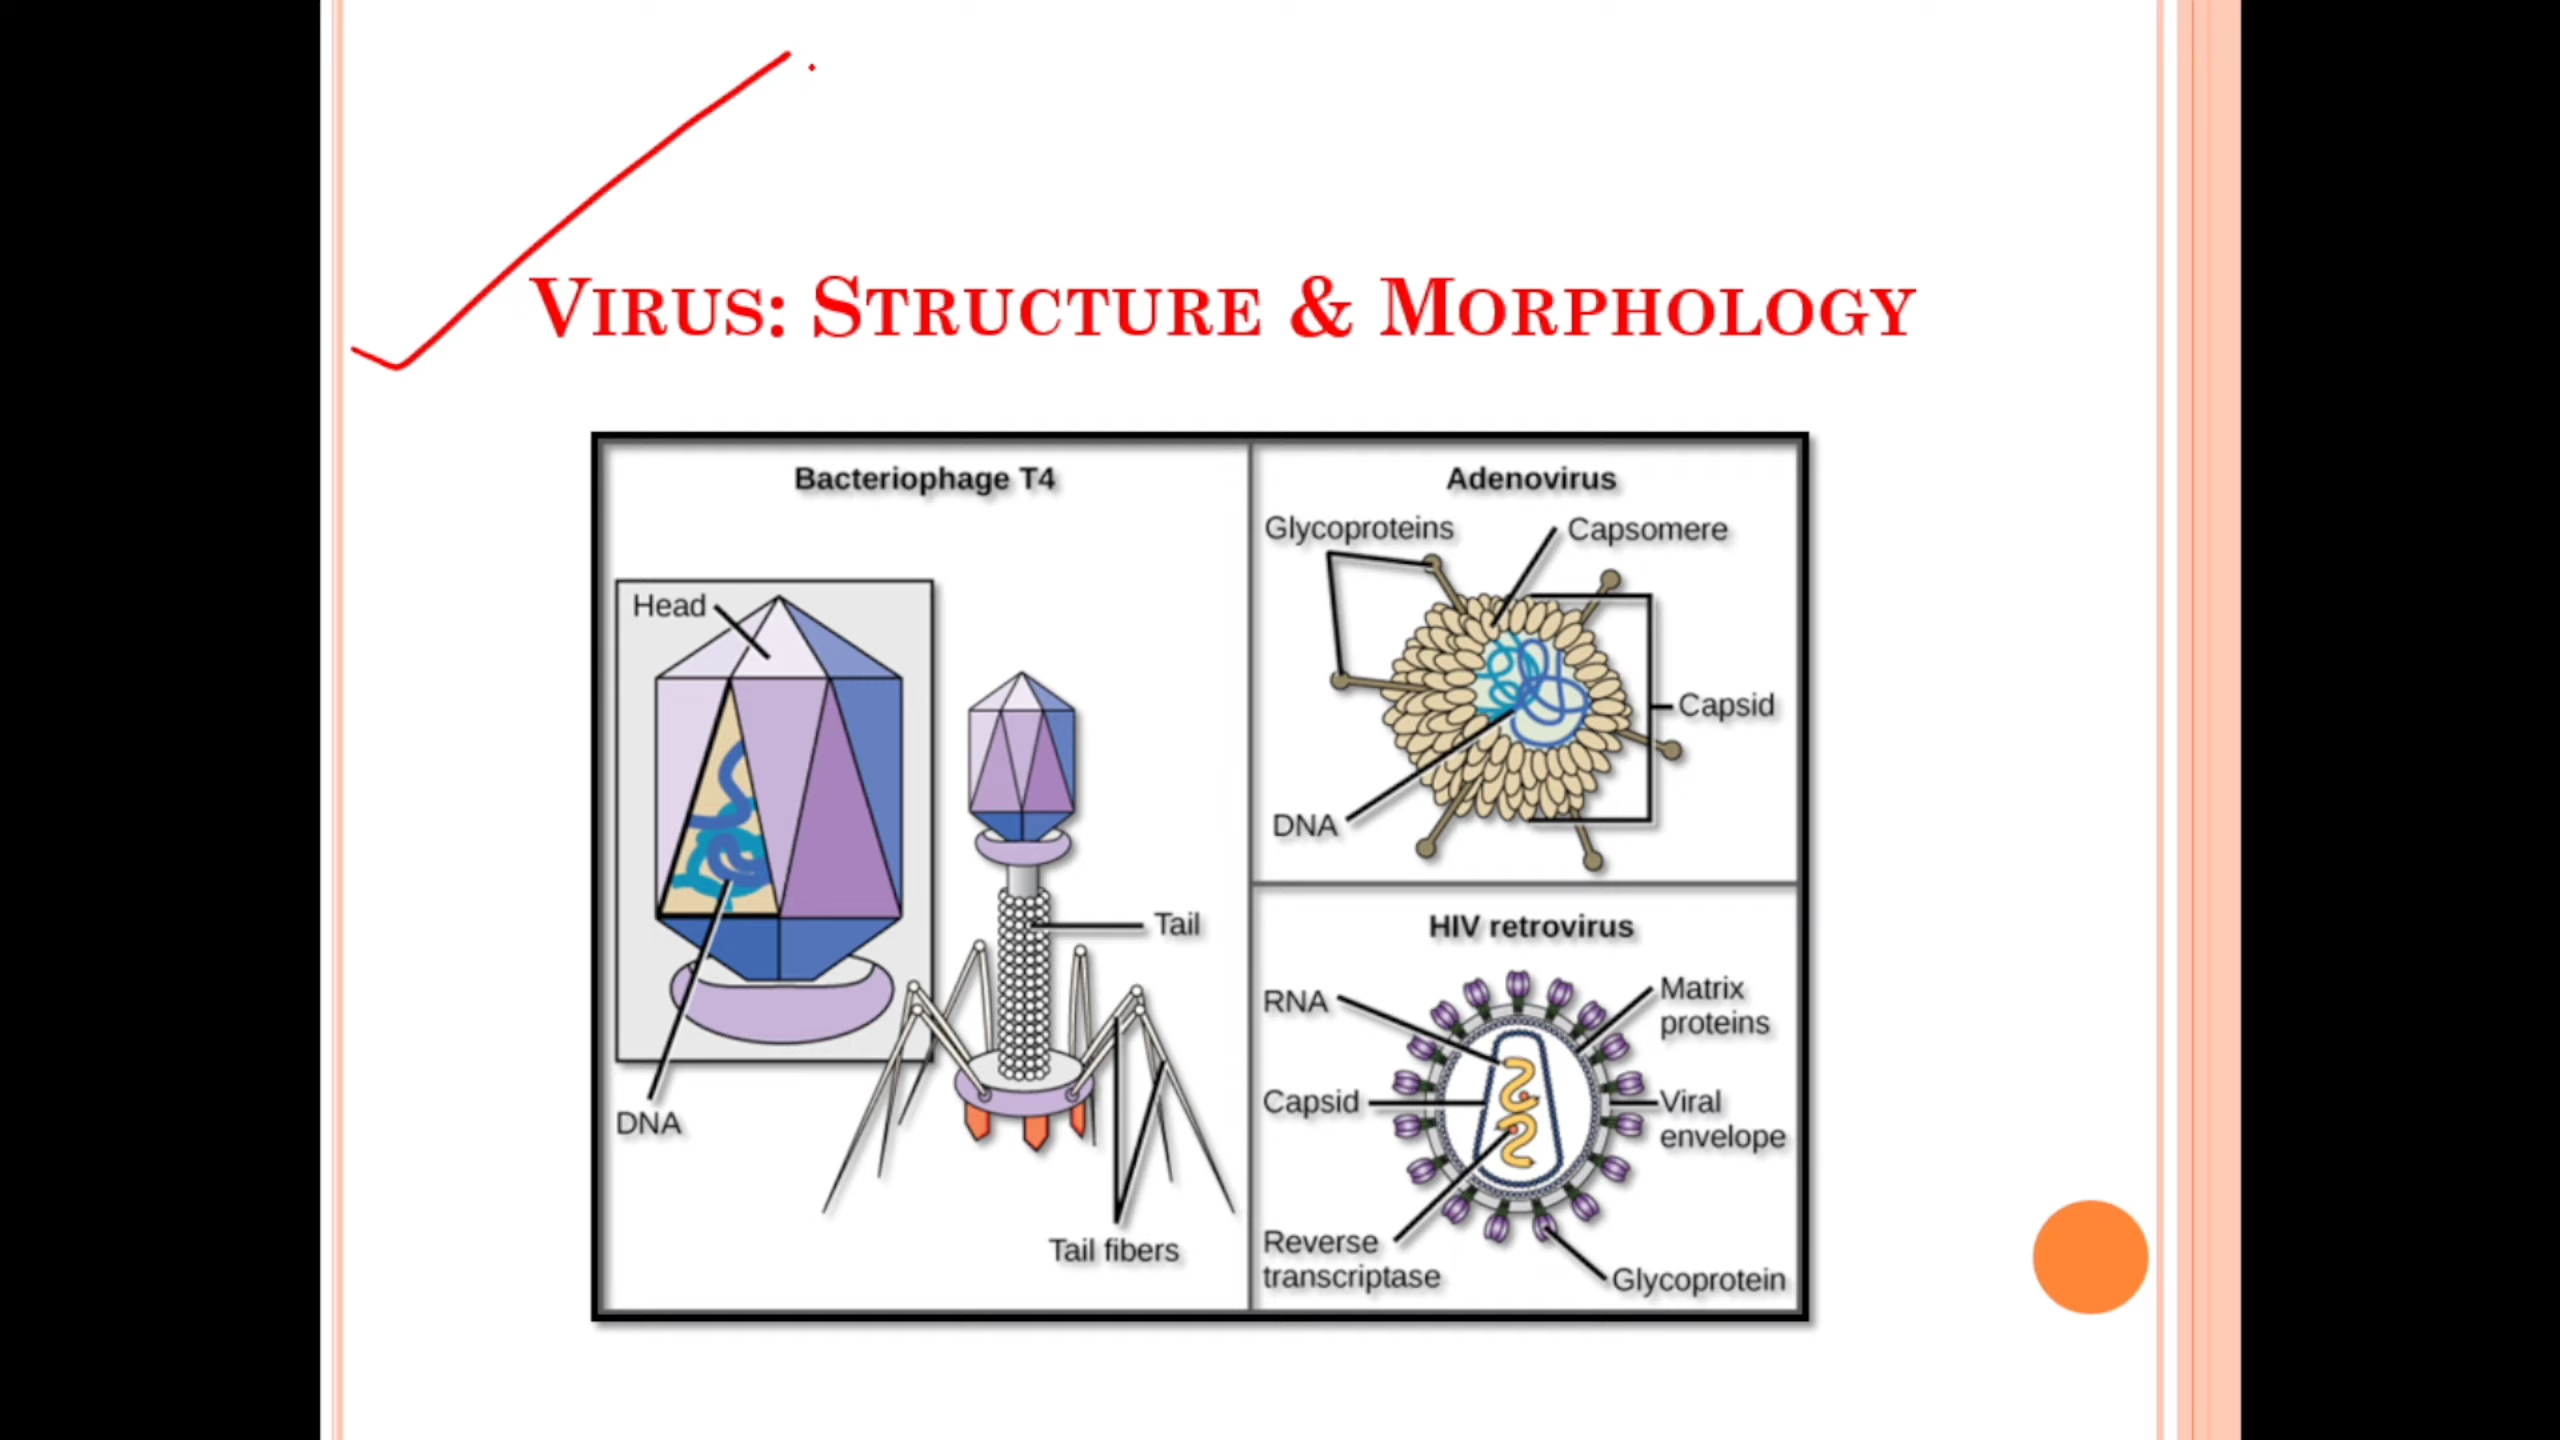 VIRUS: STRUCTURE & MORPHOLOGY
Bacteriophage T4
Head
DNA
Tail
Tail fibers
Adenovirus
Glycoproteins
Capsomere
Capsid
DNA
HIV retrovirus
RNA
Matrix
proteins
Capsid
Viral
envelope
Reverse
transcriptase
Glycoprotein